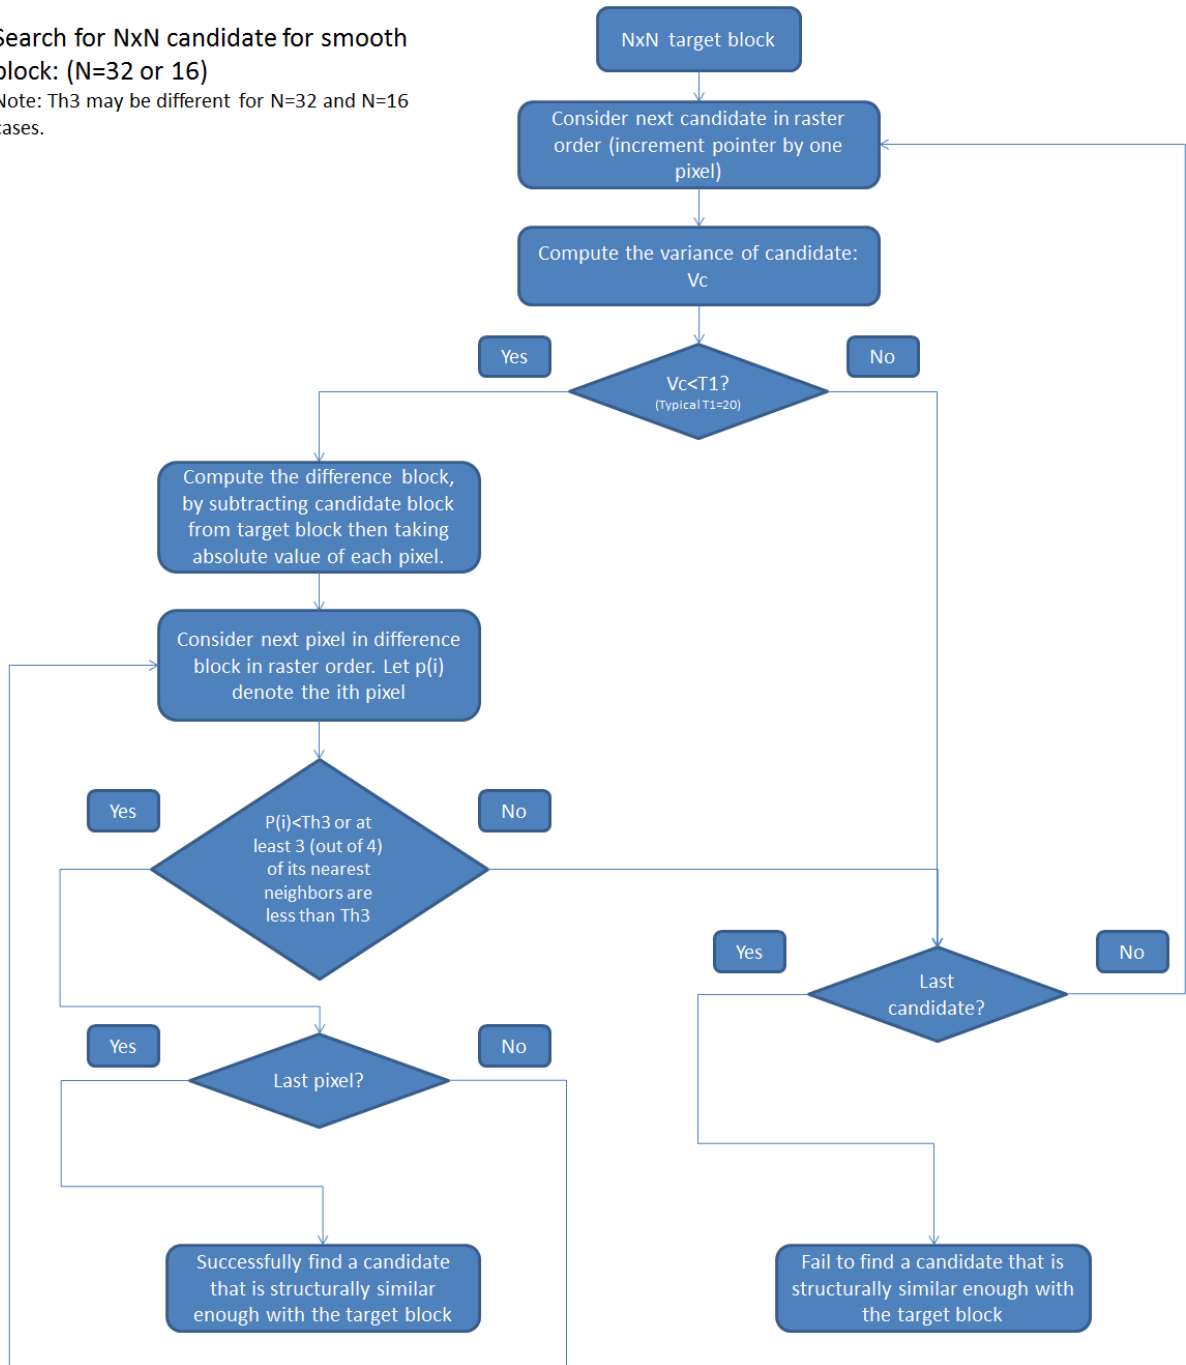 Search for NxN candidate for smooth
block: (N=32 or 16)
Note: Th3 may be different for N=32 and N=16
cases.
NxN target block
Consider next candidate in raster
order (increment pointer by one
pixel)
Compute the variance of candidate:
Vc
Yes
Vc<T1?
(Typical T1=20)
No
Compute the difference block,
by subtracting candidate block
from target block then taking
absolute value of each pixel.
Consider next pixel in difference
block in raster order. Let p(i)
denote the ith pixel
Yes
P(i)<Th3 or at
least 3 (out of 4)
of its nearest
neighbors are
less than Th3
No
Yes
Last
candidate?
No
Yes
Last pixel?
No
Successfully find a candidate
that is structurally similar
enough with the target block
Fail to find a candidate that is
structurally similar enough with
the target block